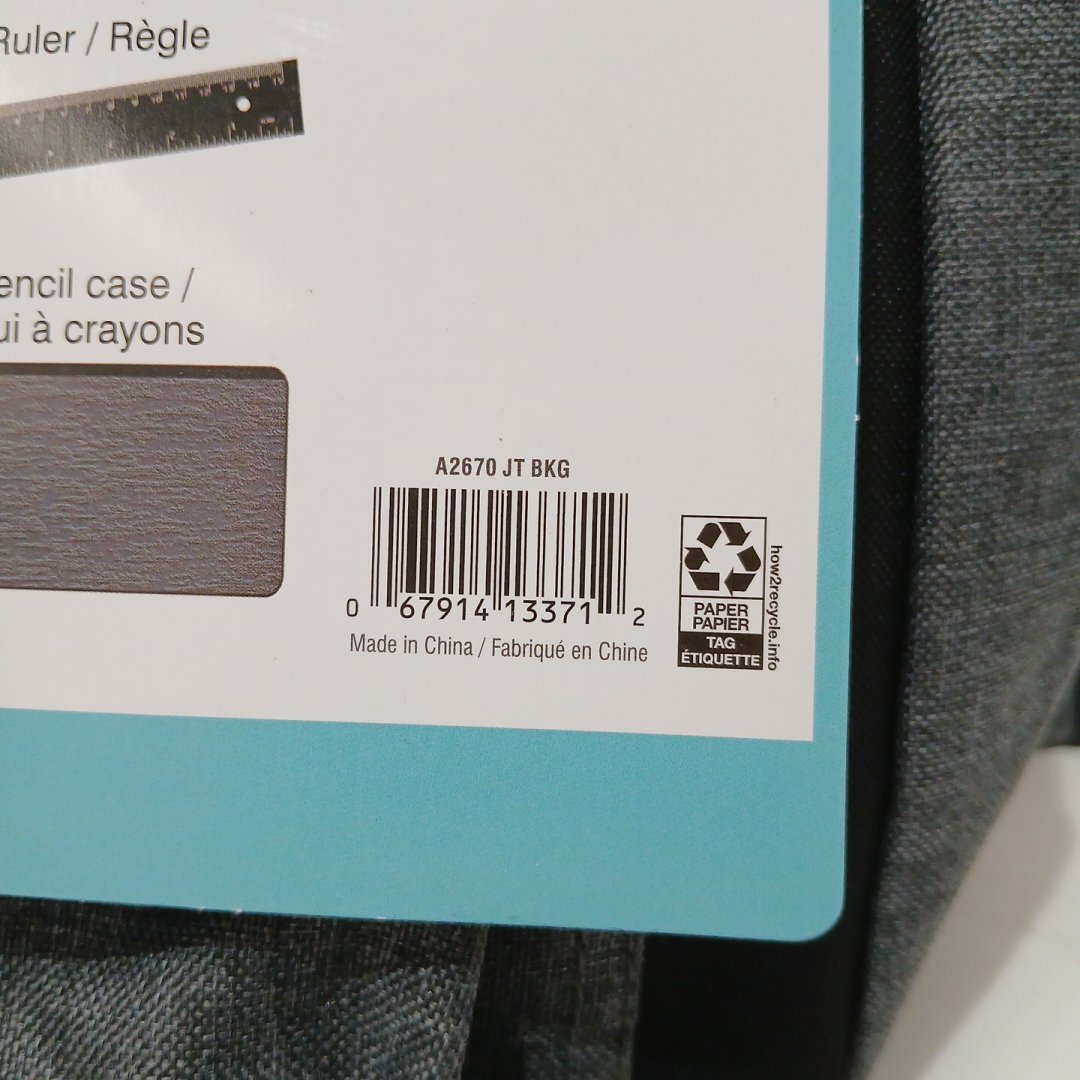 Ruler / Règle
encil case /
ui à crayons
A2670 JT BKG
0 67914 13371 2
Made in China / Fabriqué en Chine
PAPER
PAPIER
TAG
ÉTIQUETTE
how2recycle.info